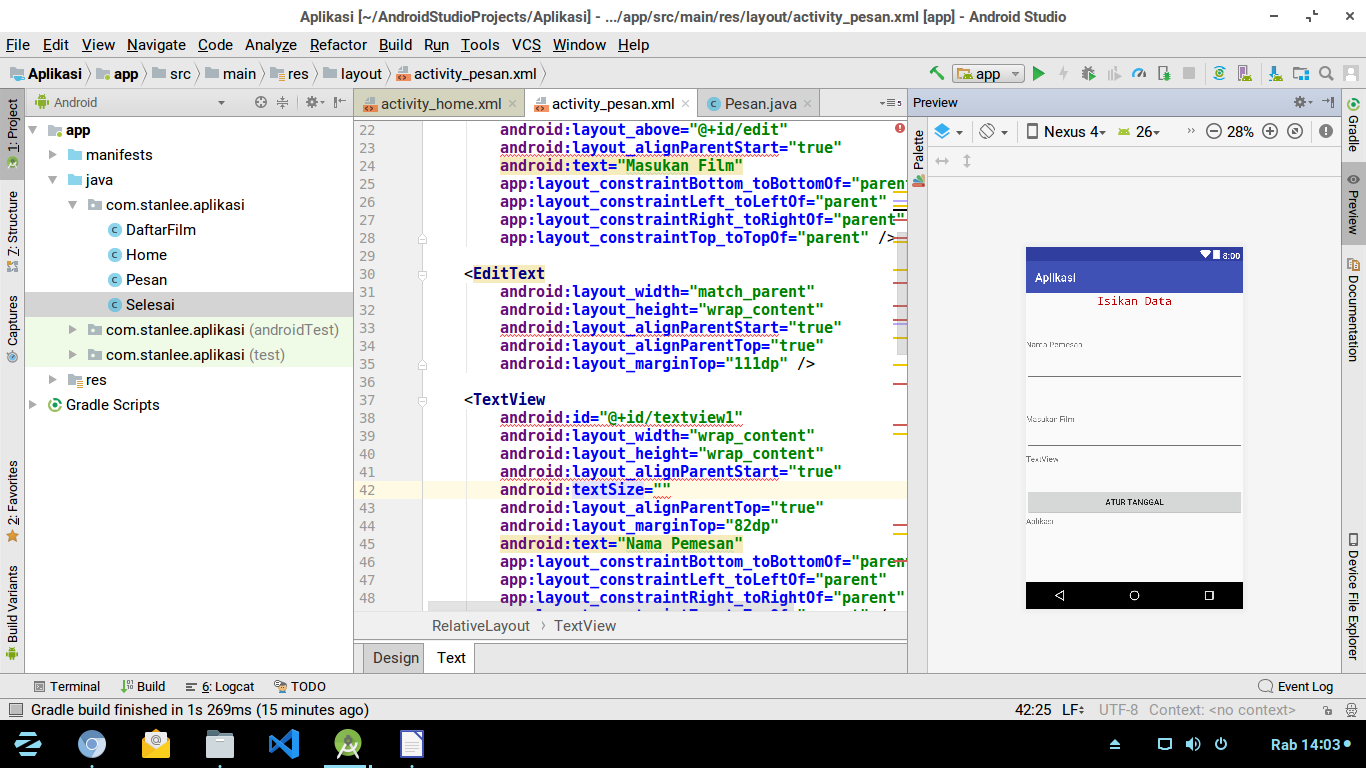 Aplikasi [~/AndroidStudioProjects/Aplikasi] - .../app/src/main/res/layout/activity_pesan.xml [app] - Android Studio
File Edit View Navigate Code Analyze Refactor Build Run Tools VCS Window Help
Aplikasi app src main res layout activity_pesan.xml app
1: Project
7: Structure
Captures
2: Favorites
Build Variants
Android
app
manifests
java
com.stanlee.aplikasi
DaftarFilm
Home
Pesan
Selesai
com.stanlee.aplikasi (androidTest)
com.stanlee.aplikasi (test)
res
Gradle Scripts
activity_home.xml activity_pesan.xml Pesan.java 5
22 android:layout_above="@+id/edit"
23 android:layout_alignParentStart="true"
24 android:text="Masukan Film"
25 app:layout_constraintBottom_toBottomOf="parent
26 app:layout_constraintLeft_toLeftOf="parent"
27 app:layout_constraintRight_toRightOf="parent"
28 app:layout_constraintTop_toTopOf="parent" />
29
30 <EditText
31 android:layout_width="match_parent"
32 android:layout_height="wrap_content"
33 android:layout_alignParentStart="true"
34 android:layout_alignParentTop="true"
35 android:layout_marginTop="111dp" />
36
37 <TextView
38 android:id="@+id/textview1"
39 android:layout_width="wrap_content"
40 android:layout_height="wrap_content"
41 android:layout_alignParentStart="true"
42 android:textSize=""
43 android:layout_alignParentTop="true"
44 android:layout_marginTop="82dp"
45 android:text="Nama Pemesan"
46 app:layout_constraintBottom_toBottomOf="paren
47 app:layout_constraintLeft_toLeftOf="parent"
48 app:layout_constraintRight_toRightOf="parent"
RelativeLayout › TextView
Design Text
Preview
Palette
Nexus 4 26 » 28%
8:00
Aplikasi
Isikan Data
Nama Pemesan
Masukan Film
TextView
ATUR TANGGAL
Aplikasi
Gradle
Preview
Documentation
Device File Explorer
Terminal Build 6: Logcat TODO Event Log
Gradle build finished in 1s 269ms (15 minutes ago) 42:25 LF UTF-8 Context: <no context>
Rab 14:03